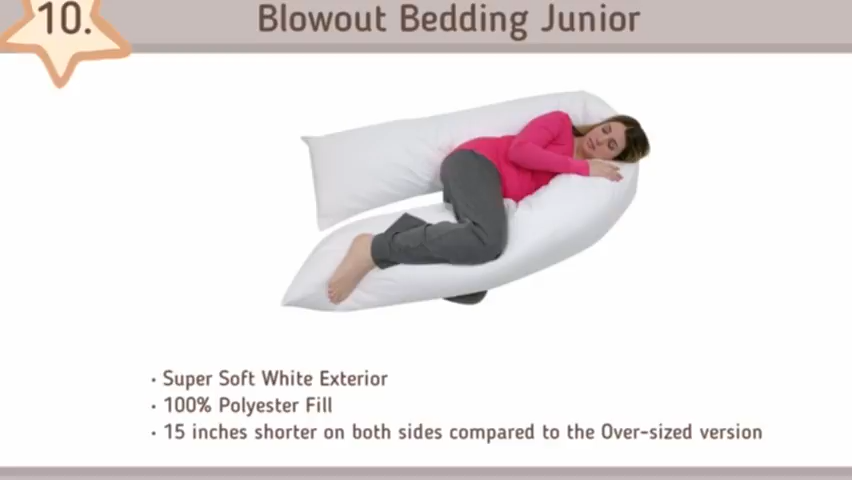 10.
Blowout Bedding Junior
· Super Soft White Exterior
· 100% Polyester Fill
· 15 inches shorter on both sides compared to the Over-sized version